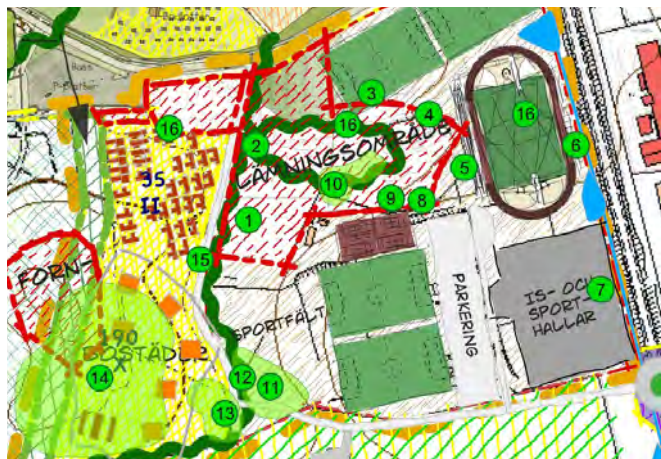 3
4
16
16
16
2
LÄMNINGSOMRÅDE
6
5
35
II
10
9
8
1
15
FORN-
7
IS- OCH
SPORT-
HALLAR
PARKERING
SPORTFÄLT
190
BOSTÄDER
14
12
11
13